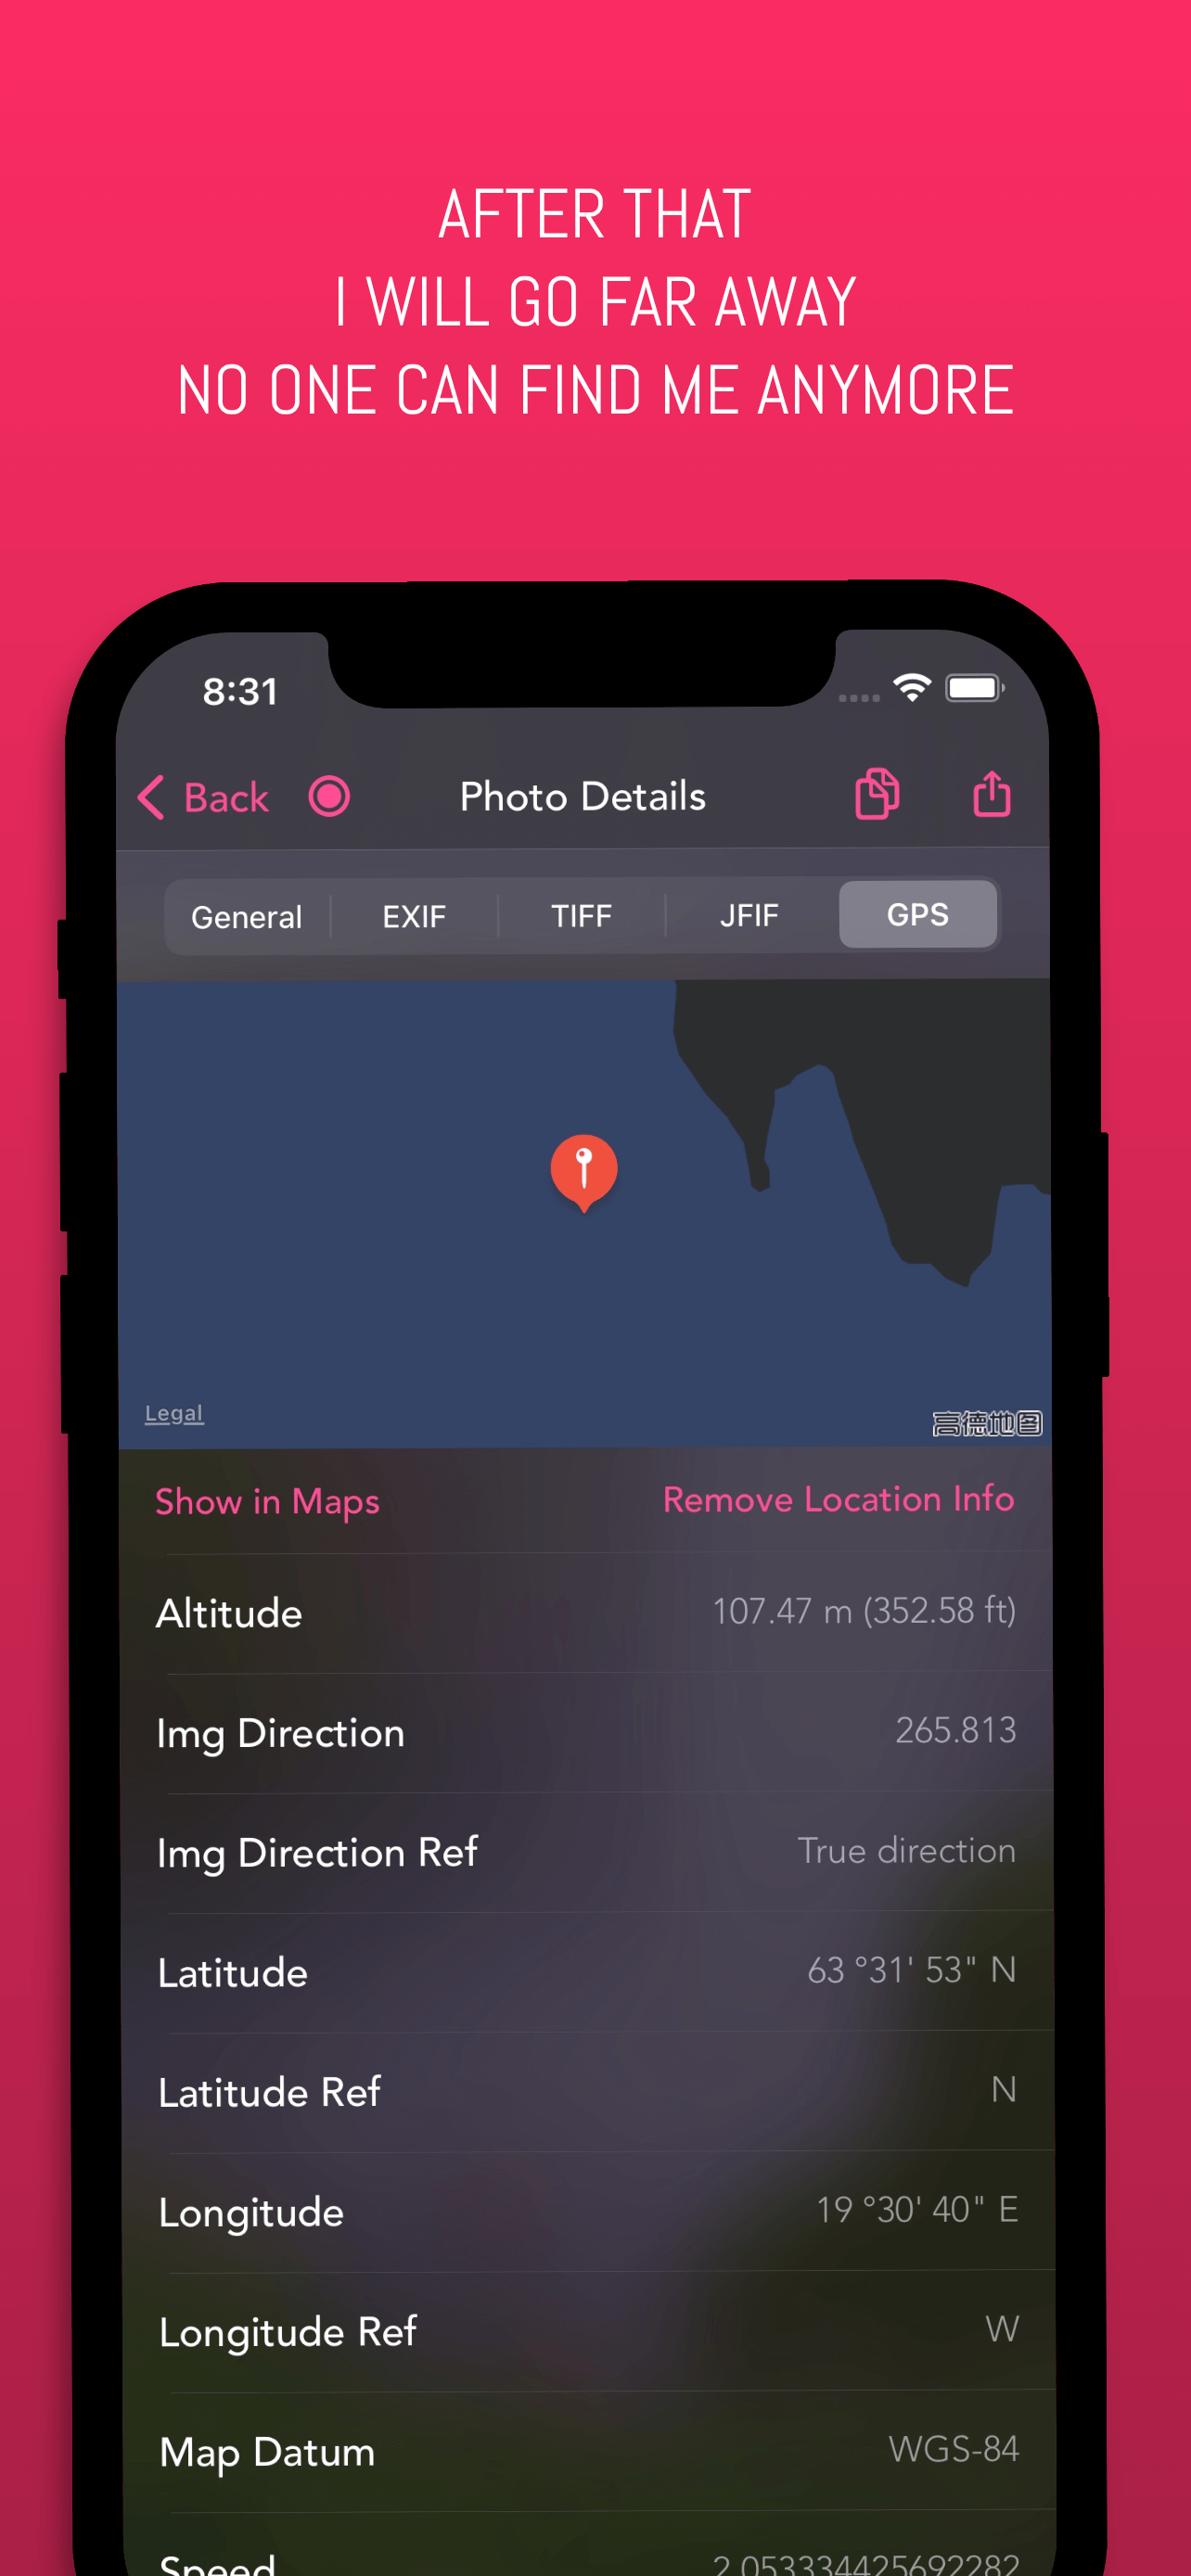 AFTER THAT
I WILL GO FAR AWAY
NO ONE CAN FIND ME ANYMORE
8:31
Back Photo Details
General EXIF TIFF JFIF GPS
Legal 高德地图
Show in Maps Remove Location Info
Altitude 107.47 m (352.58 ft)
Img Direction 265.813
Img Direction Ref True direction
Latitude 63 °31' 53" N
Latitude Ref N
Longitude 19 °30' 40" E
Longitude Ref W
Map Datum WGS-84
Speed 2.053334425692282